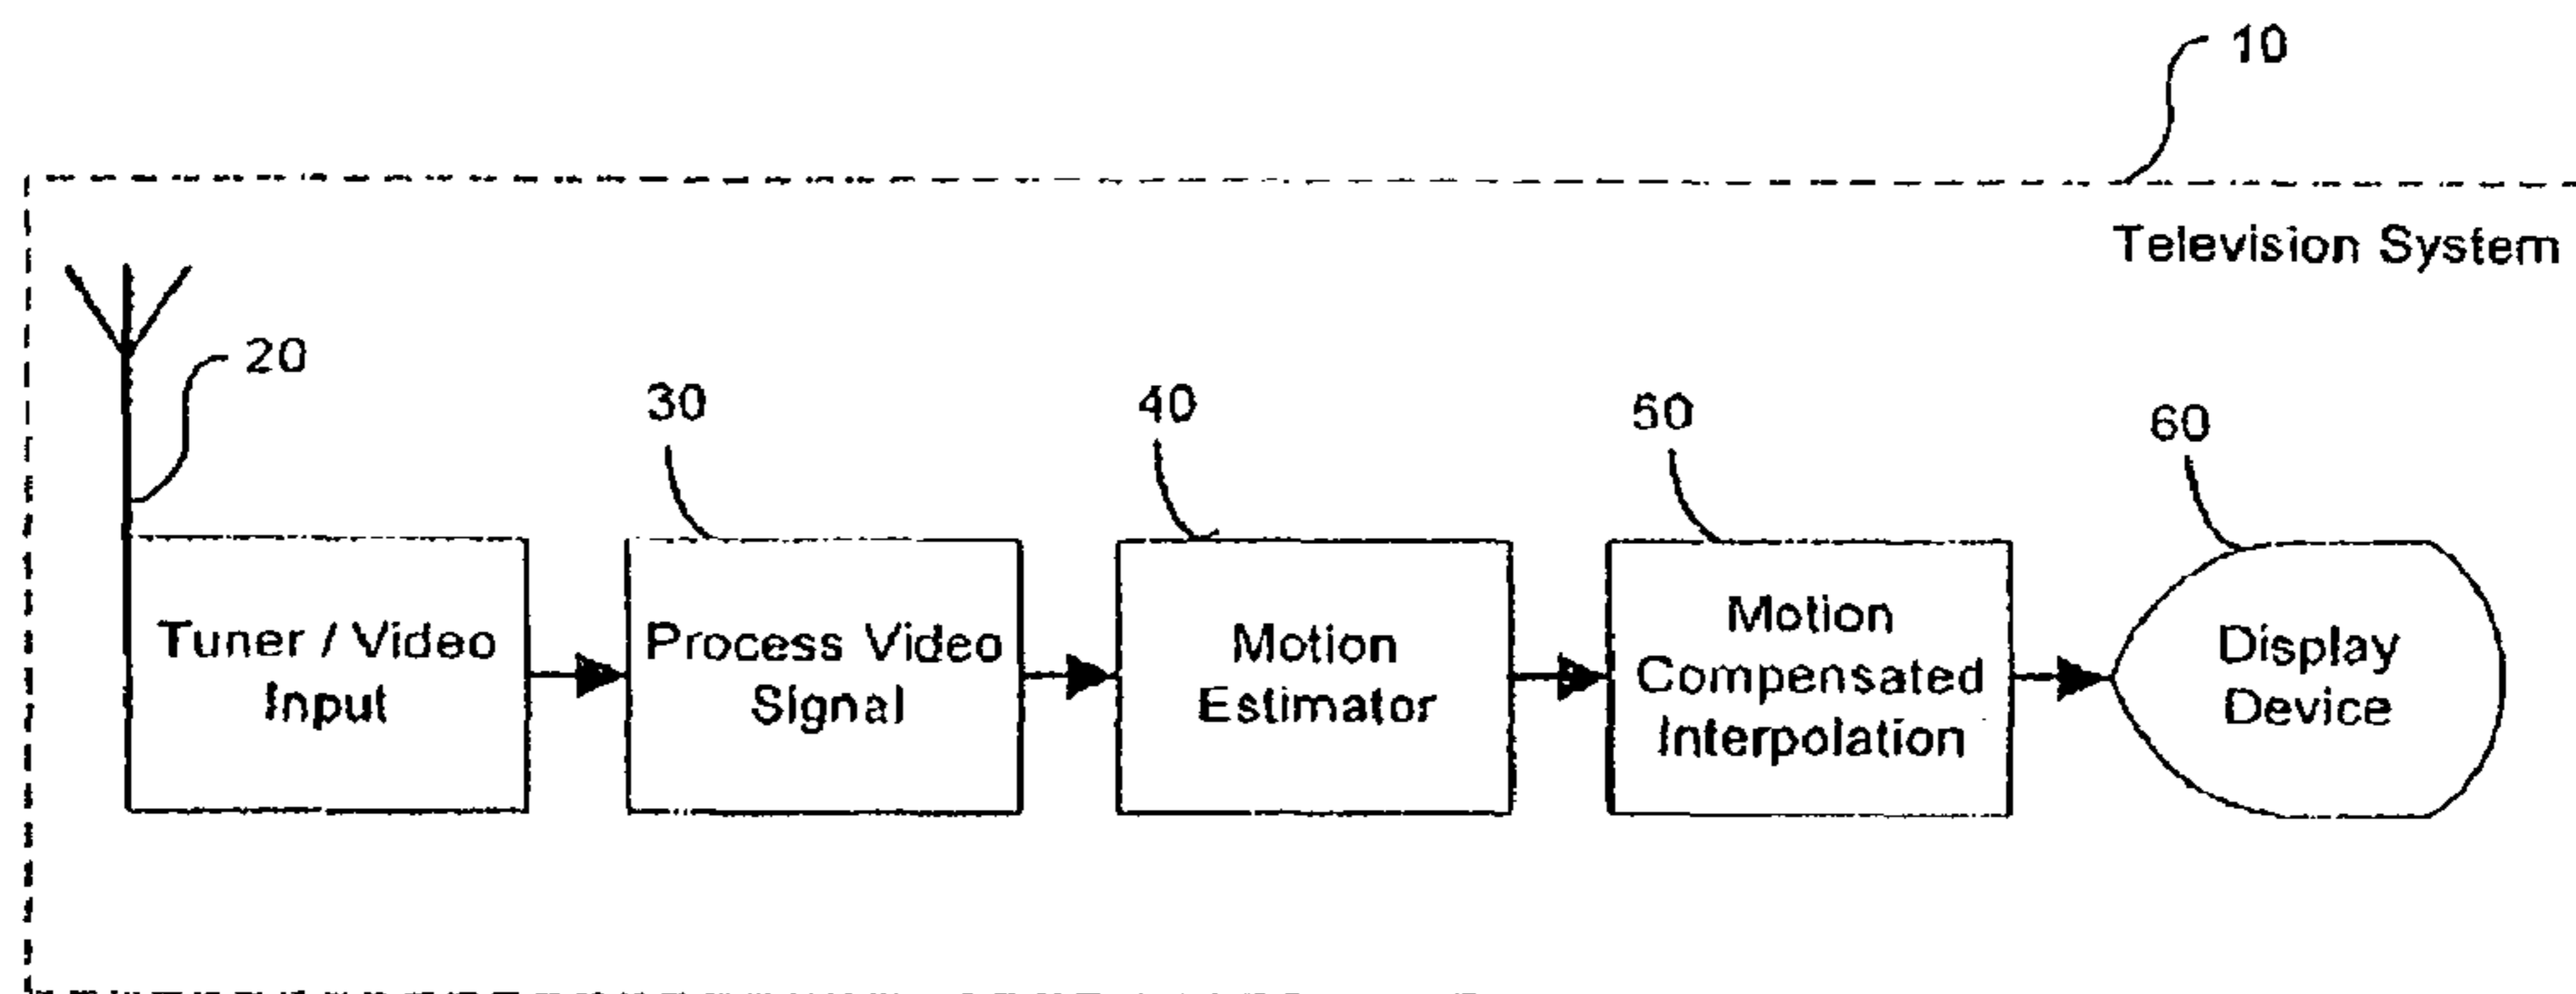 10
Television System
20
30
40
50
60
Tuner / Video
Input
Process Video
Signal
Motion
Estimator
Motion
Compensated
Interpolation
Display
Device